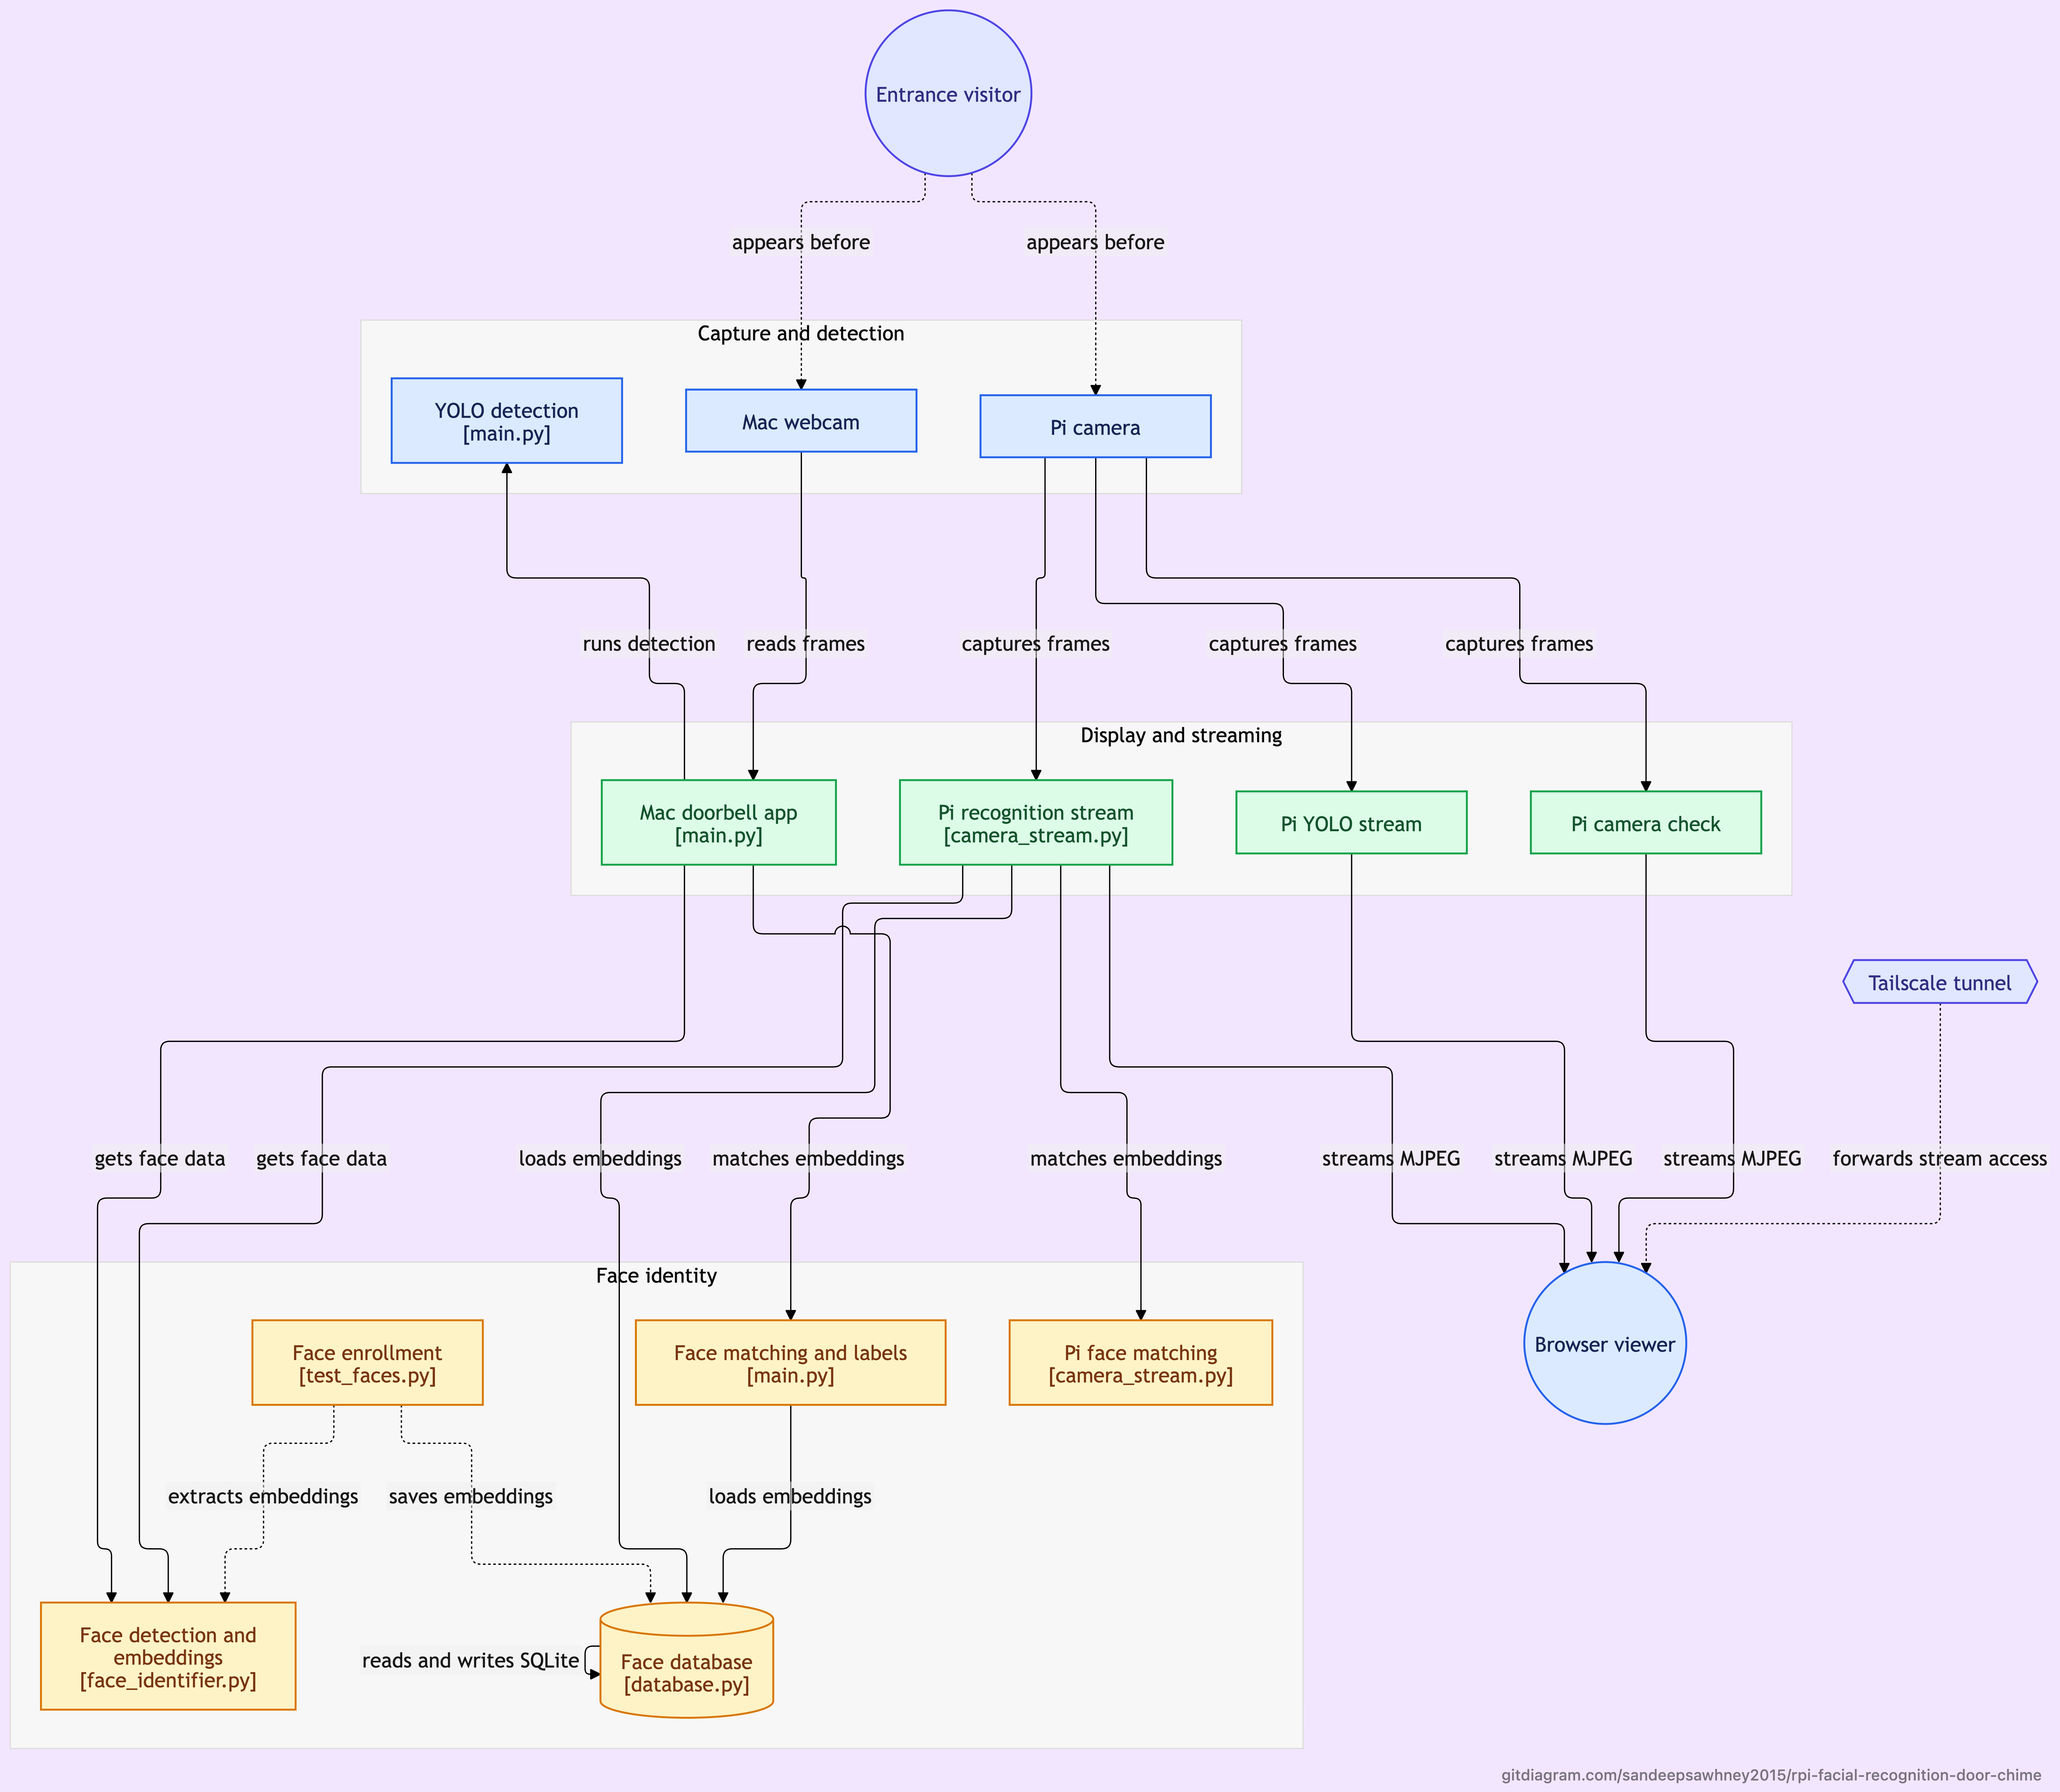 Entrance visitor
appears before
appears before
Capture and detection
YOLO detection
[main.py]
Mac webcam
Pi camera
runs detection
reads frames
captures frames
captures frames
captures frames
Display and streaming
Mac doorbell app
[main.py]
Pi recognition stream
[camera_stream.py]
Pi YOLO stream
Pi camera check
Tailscale tunnel
gets face data
gets face data
loads embeddings
matches embeddings
matches embeddings
streams MJPEG
streams MJPEG
streams MJPEG
forwards stream access
Face identity
Face enrollment
[test_faces.py]
Face matching and labels
[main.py]
Pi face matching
[camera_stream.py]
Browser viewer
extracts embeddings
saves embeddings
loads embeddings
Face detection and
embeddings
[face_identifier.py]
reads and writes SQLite
Face database
[database.py]
gitdiagram.com/sandeepsawhney2015/rpi-facial-recognition-door-chime